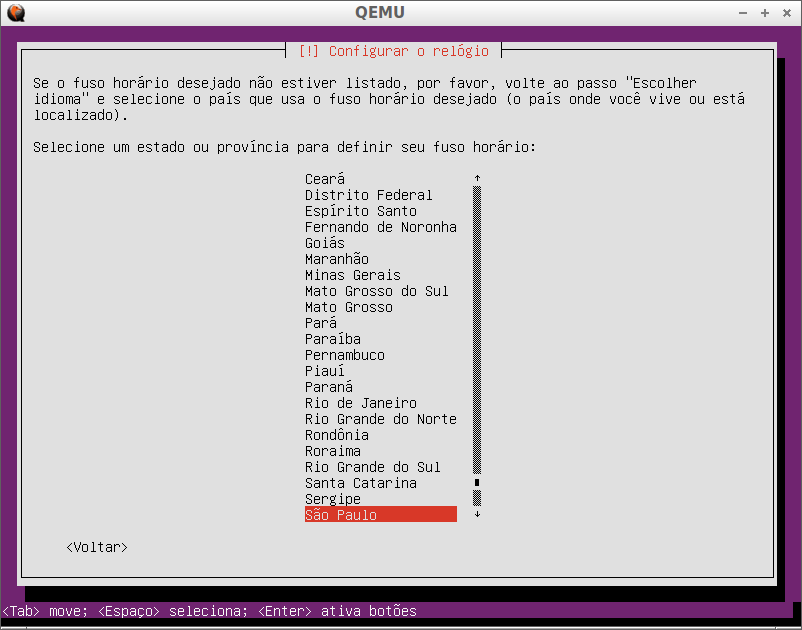 QEMU
[!] Configurar o relógio
Se o fuso horário desejado não estiver listado, por favor, volte ao passo "Escolher
idioma" e selecione o país que usa o fuso horário desejado (o país onde você vive ou está
localizado).
Selecione um estado ou província para definir seu fuso horário:
Ceará
Distrito Federal
Espírito Santo
Fernando de Noronha
Goiás
Maranhão
Minas Gerais
Mato Grosso do Sul
Mato Grosso
Pará
Paraíba
Pernambuco
Piauí
Paraná
Rio de Janeiro
Rio Grande do Norte
Rondônia
Roraima
Rio Grande do Sul
Santa Catarina
Sergipe
São Paulo
<Voltar>
<Tab> move; <Espaço> seleciona; <Enter> ativa botões